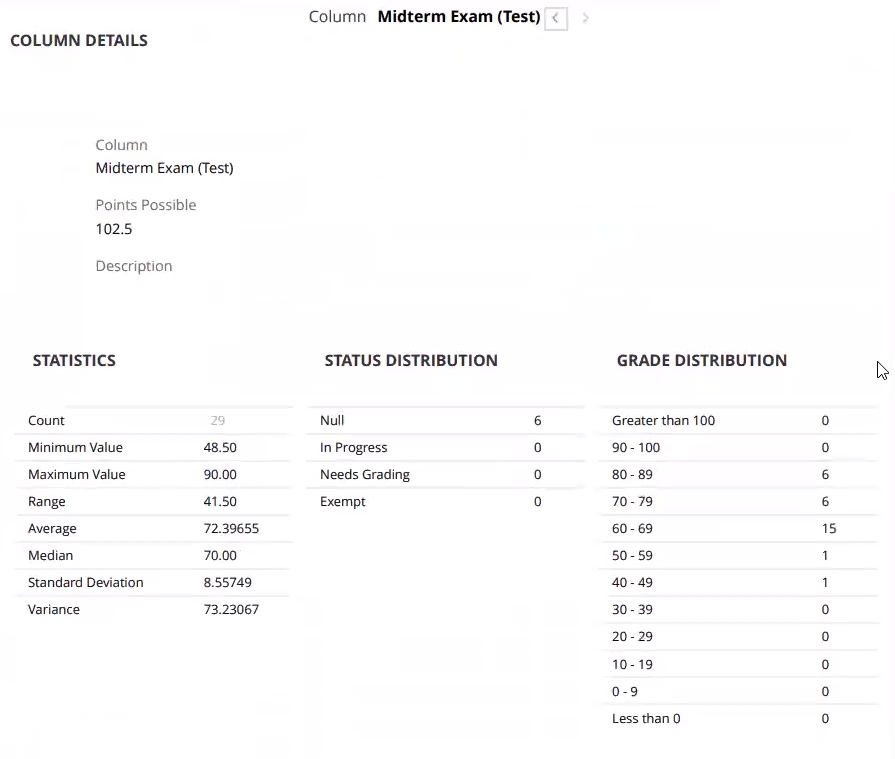 Column Midterm Exam (Test)
COLUMN DETAILS
Column
Midterm Exam (Test)
Points Possible
102.5
Description
STATISTICS
Count 29
Minimum Value 48.50
Maximum Value 90.00
Range 41.50
Average 72.39655
Median 70.00
Standard Deviation 8.55749
Variance 73.23067
STATUS DISTRIBUTION
Null 6
In Progress 0
Needs Grading 0
Exempt 0
GRADE DISTRIBUTION
Greater than 100 0
90 - 100 0
80 - 89 6
70 - 79 6
60 - 69 15
50 - 59 1
40 - 49 1
30 - 39 0
20 - 29 0
10 - 19 0
0 - 9 0
Less than 0 0